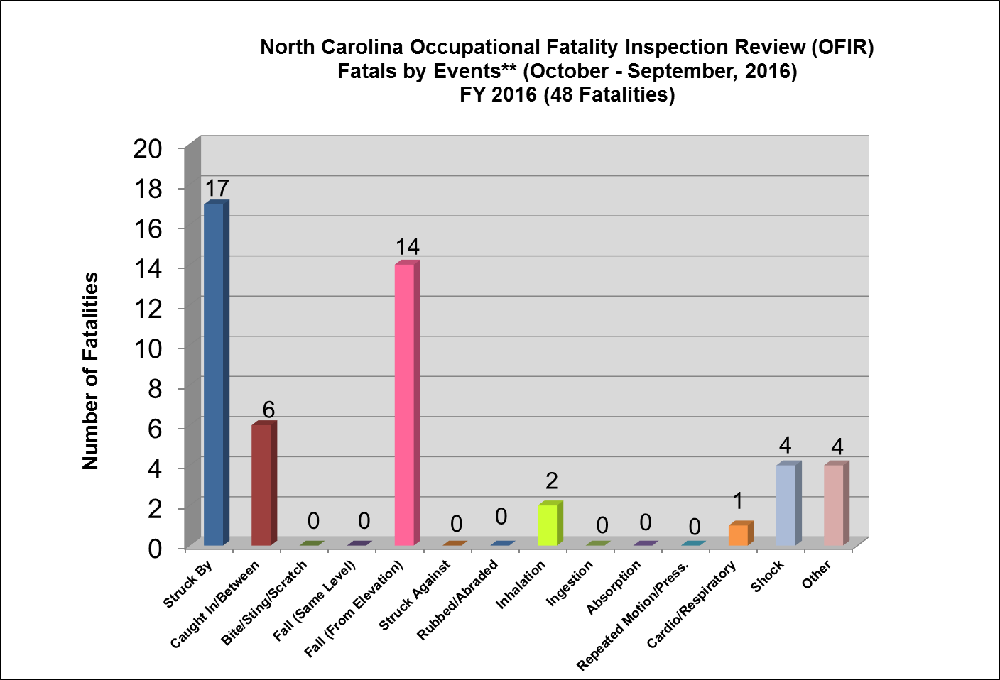 North Carolina Occupational Fatality Inspection Review (OFIR)
Fatals by Events** (October - September, 2016)
FY 2016 (48 Fatalities)
Number of Fatalities
20
18
16
14
12
10
8
6
4
2
0
17
6
0
0
14
0
0
2
0
0
0
1
4
4
Struck By
Caught In/Between
Bite/Sting/Scratch
Fall (Same Level)
Fall (From Elevation)
Struck Against
Rubbed/Abraded
Inhalation
Ingestion
Absorption
Repeated Motion/Press.
Cardio/Respiratory
Shock
Other